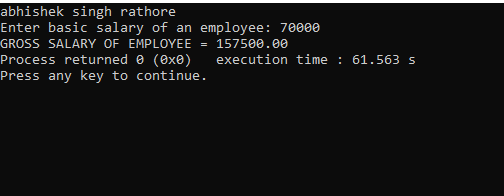 abhishek singh rathore
Enter basic salary of an employee: 70000
GROSS SALARY OF EMPLOYEE = 157500.00
Process returned 0 (0x0)   execution time : 61.563 s
Press any key to continue.